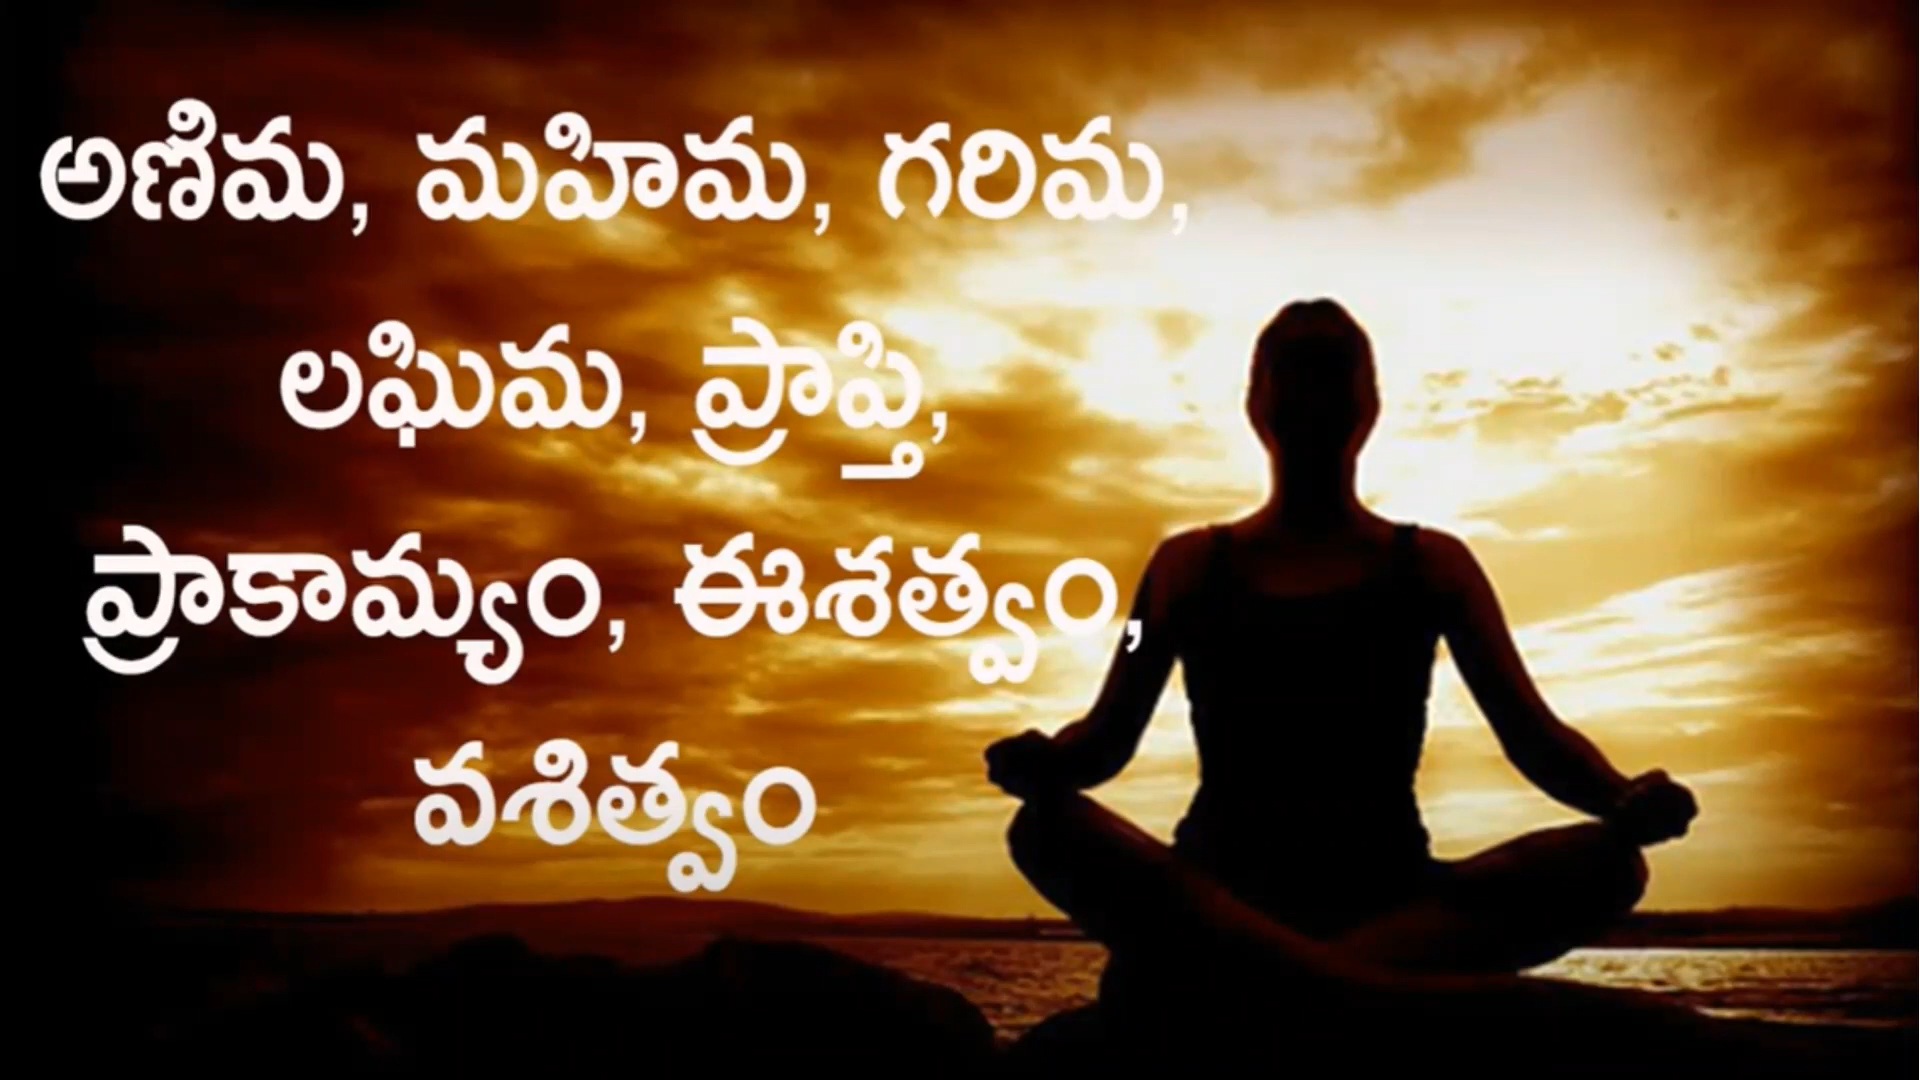 అణిమ, మహిమ, గరిమ,
లఘిమ, ప్రాప్తి,
ప్రాకామ్యం, ఈశత్వం,
వశిత్వం